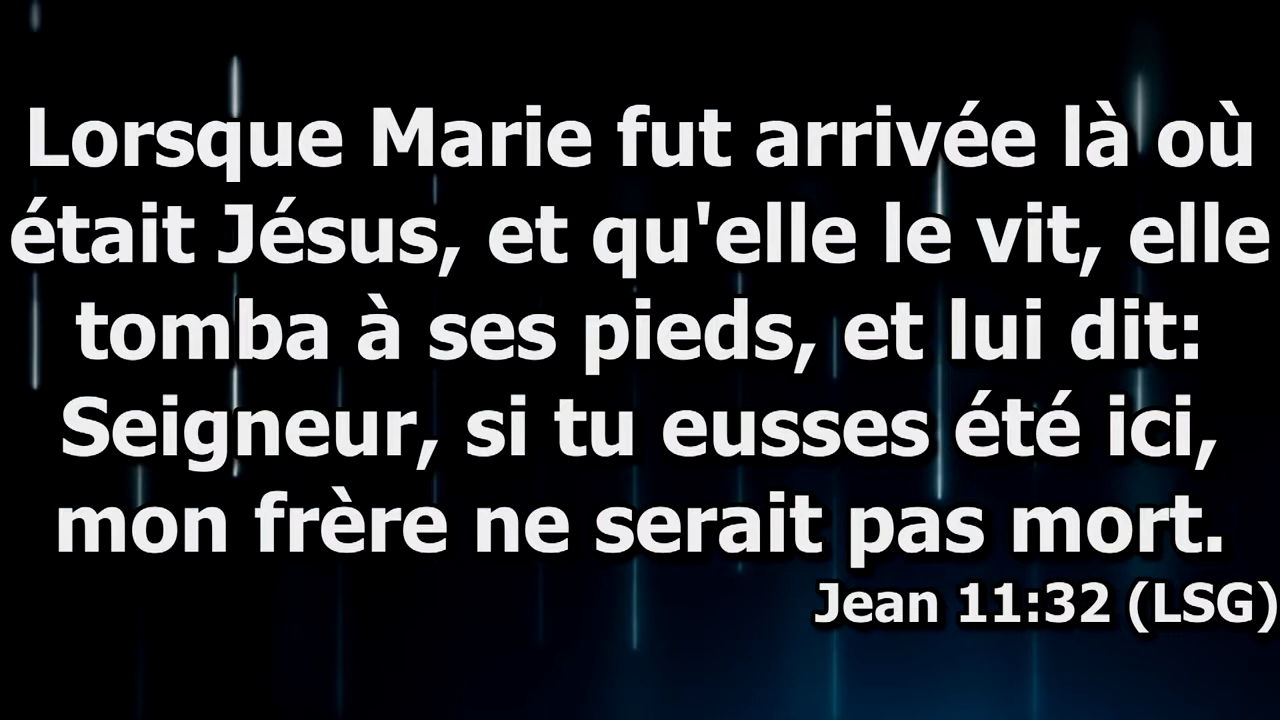 Lorsque Marie fut arrivée là où
était Jésus, et qu'elle le vit, elle
tomba à ses pieds, et lui dit:
Seigneur, si tu eusses été ici,
mon frère ne serait pas mort.
Jean 11:32 (LSG)